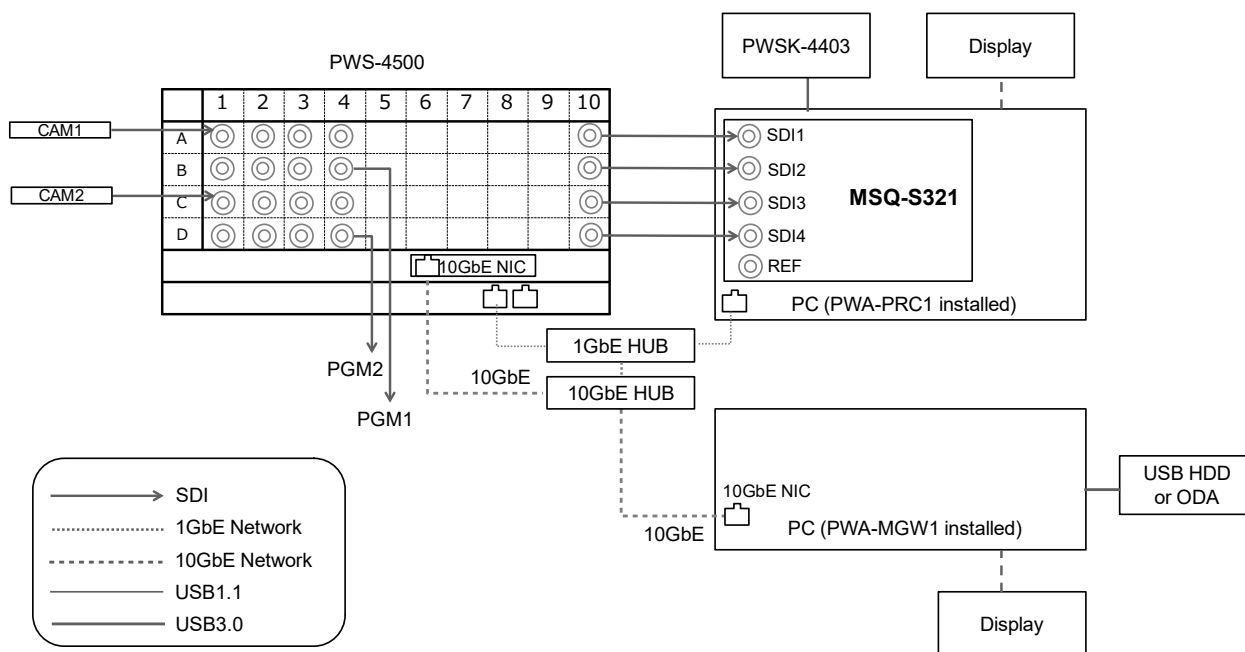 PWS-4500
PWSK-4403
Display
1 2 3 4 5 6 7 8 9 10
CAM1
A
B
CAM2
C
D
SDI1
SDI2
SDI3
SDI4
REF
MSQ-S321
10GbE NIC
PC (PWA-PRC1 installed)
1GbE HUB
PGM2
10GbE
10GbE HUB
PGM1
10GbE NIC
10GbE
PC (PWA-MGW1 installed)
USB HDD
or ODA
Display
SDI
1GbE Network
10GbE Network
USB1.1
USB3.0